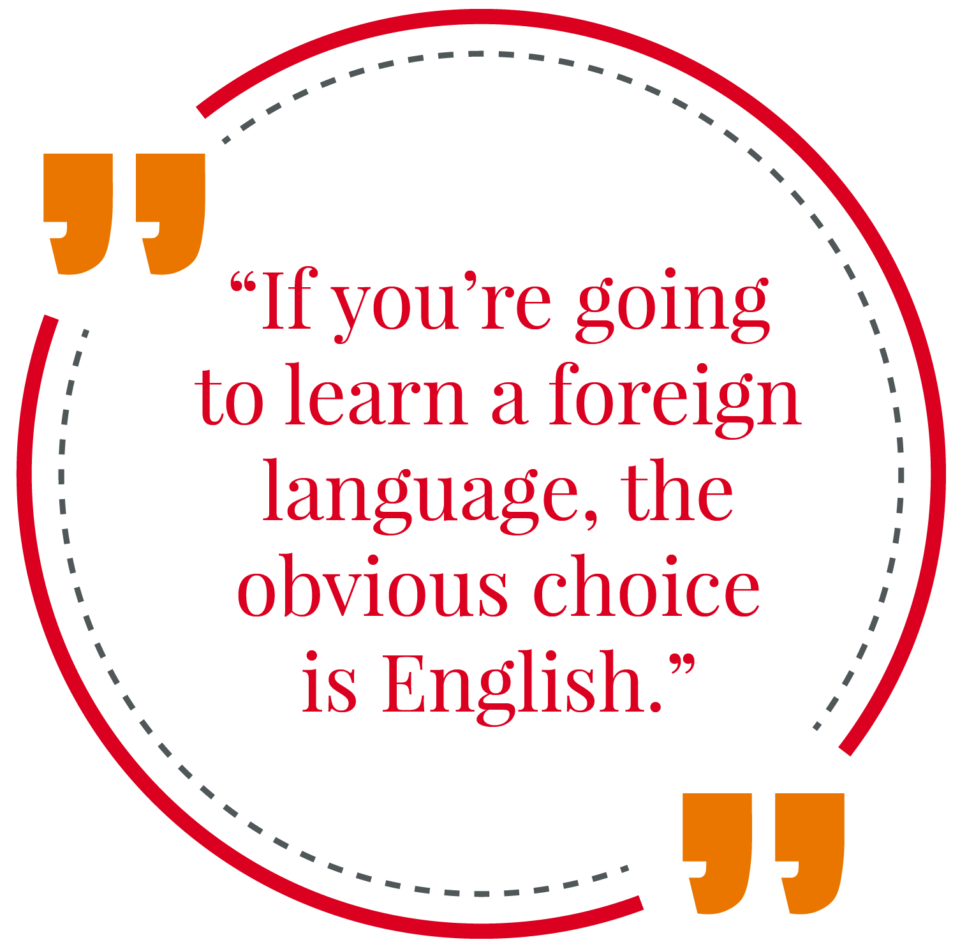 “If you’re going
to learn a foreign
language, the
obvious choice
is English.”